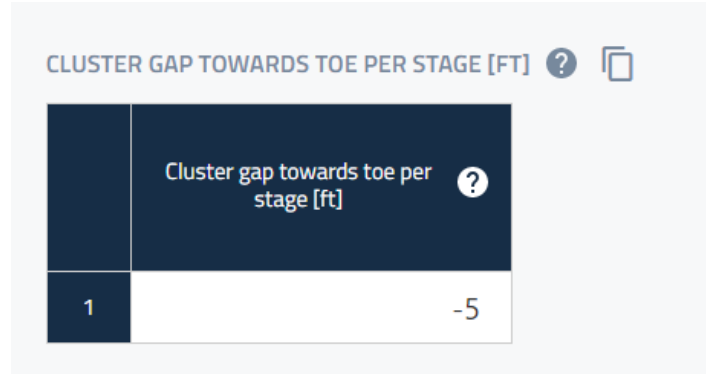 CLUSTER GAP TOWARDS TOE PER STAGE [FT] ?
Cluster gap towards toe per ?
stage [ft]
1 -5